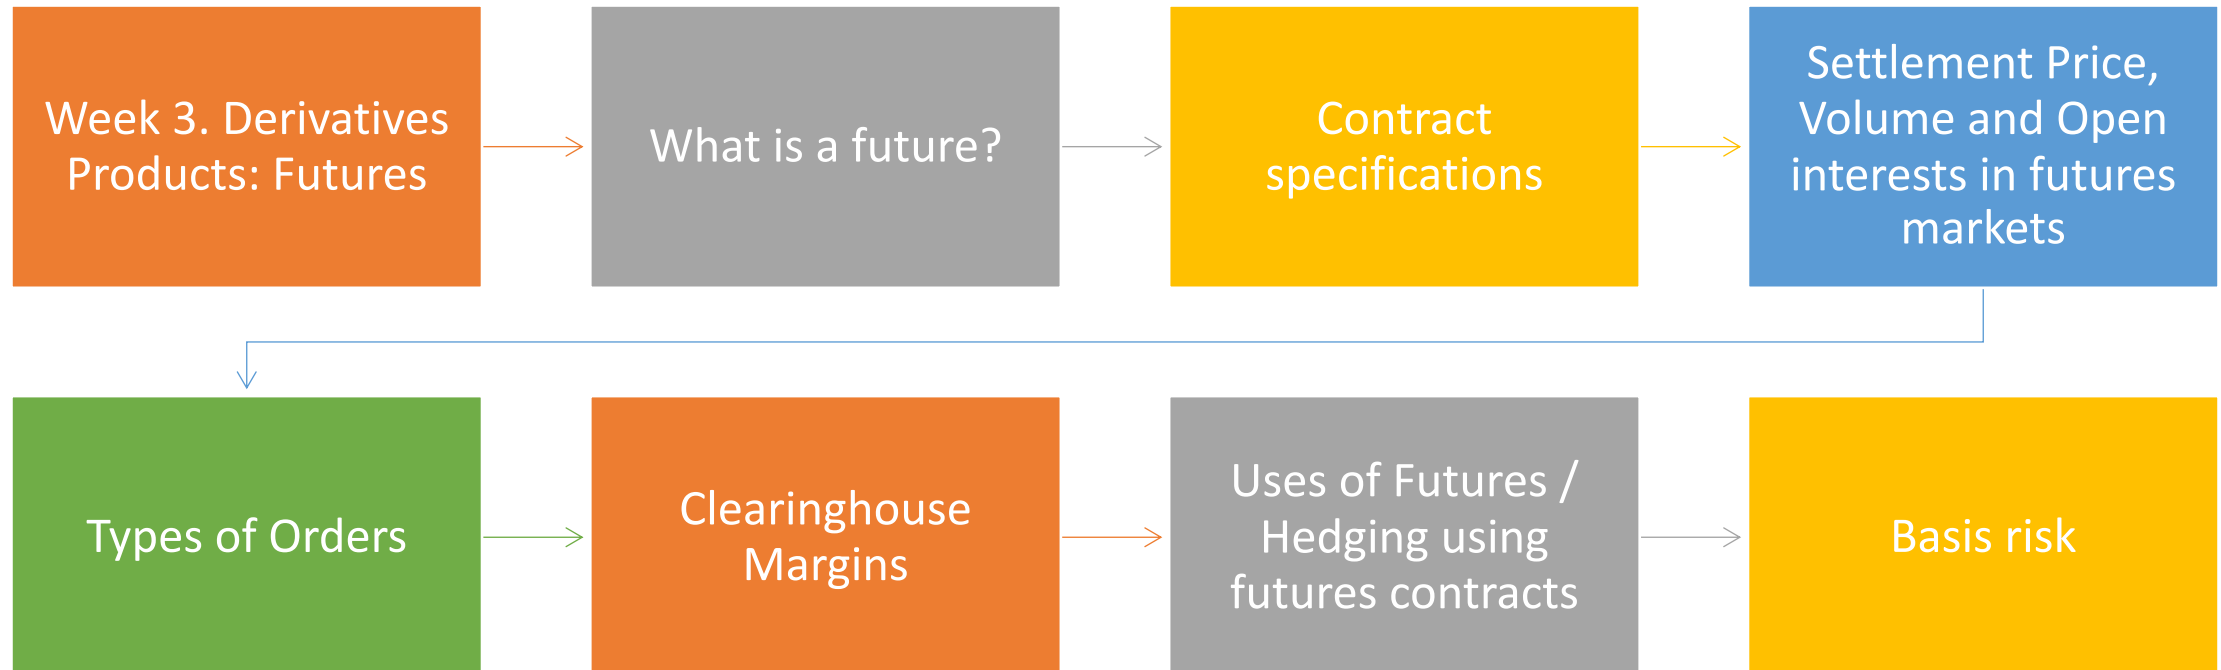 Week 3. Derivatives
Products: Futures
What is a future?
Contract
specifications
Settlement Price,
Volume and Open
interests in futures
markets
Types of Orders
Clearinghouse
Margins
Uses of Futures /
Hedging using
futures contracts
Basis risk